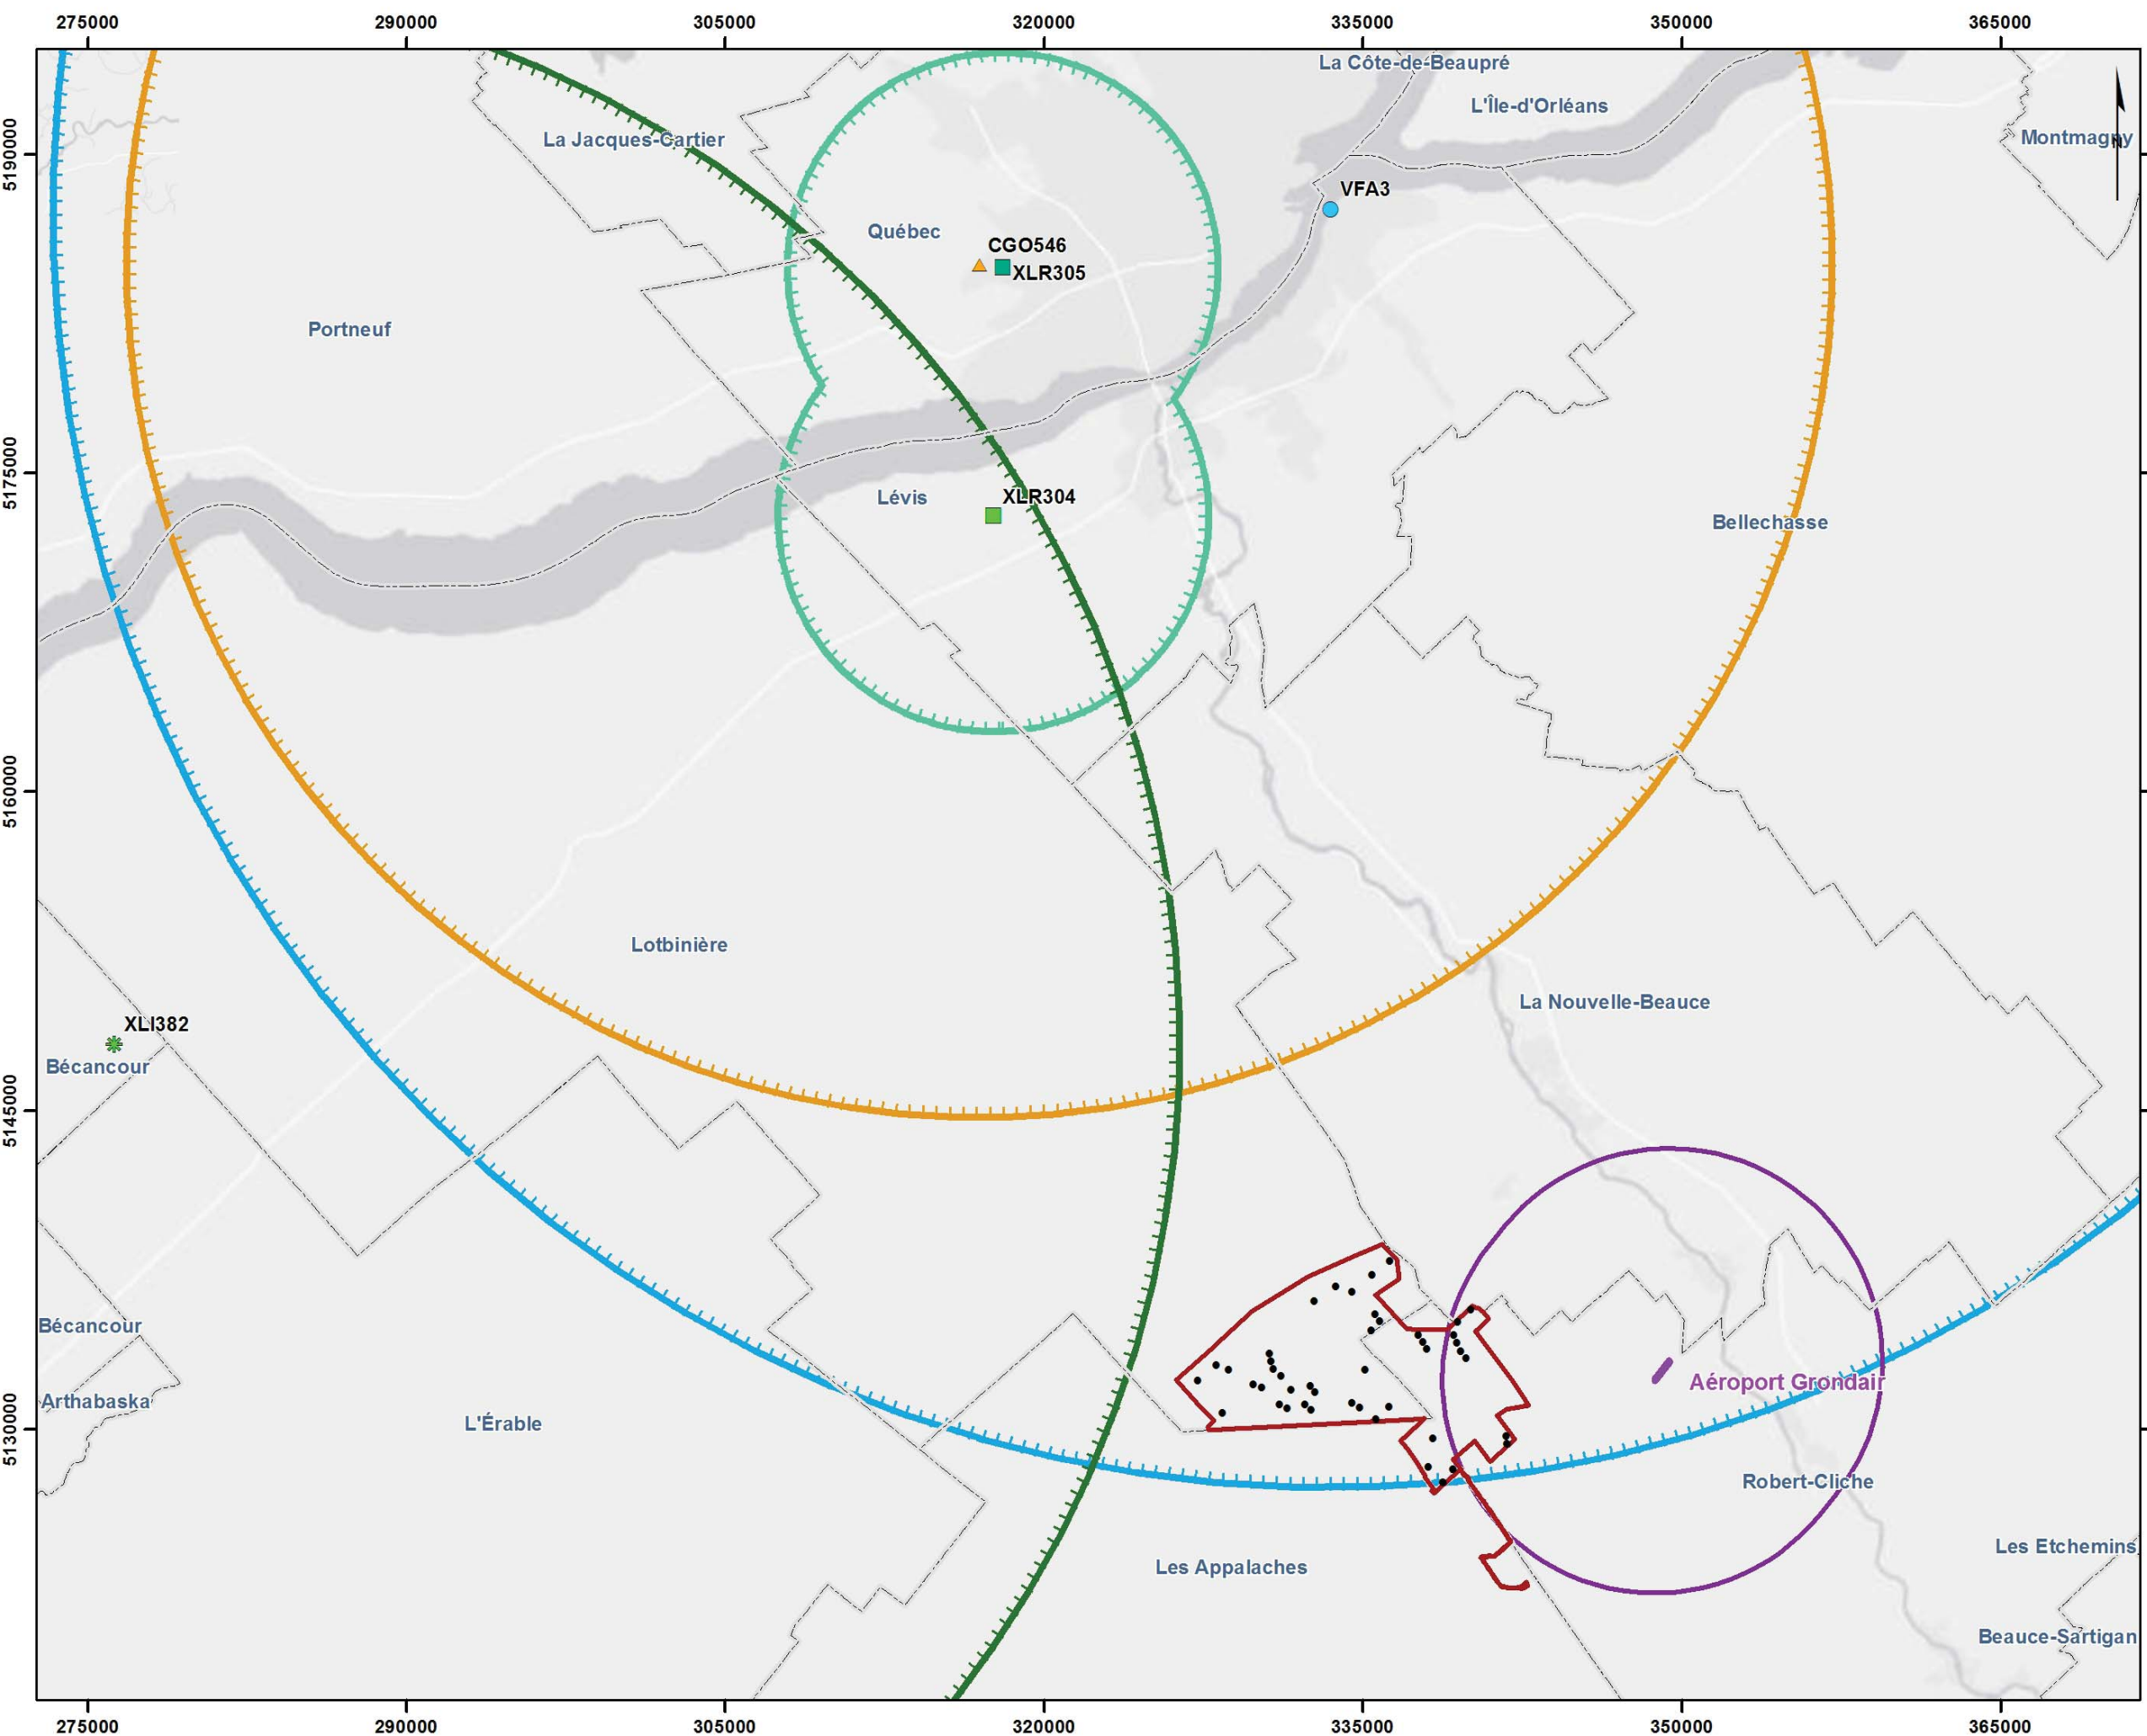 275000 290000 305000 320000 335000 350000 365000
La Côte-de-Beaupré
L'Île-d'Orléans
5190000
La Jacques-Cartier
Montmagny
N
VFA3
Québec
CGO546
XLR305
Portneuf
5175000
Lévis
XLR304
Bellechasse
5160000
Lotbinière
La Nouvelle-Beauce
XLI382
Bécancour
5145000
Bécancour
Aéroport Grondair
Arthabaska
L'Érable
5130000
Robert-Cliche
Les Appalaches
Les Etchemins
Beauce-Sartigan
275000 290000 305000 320000 335000 350000 365000